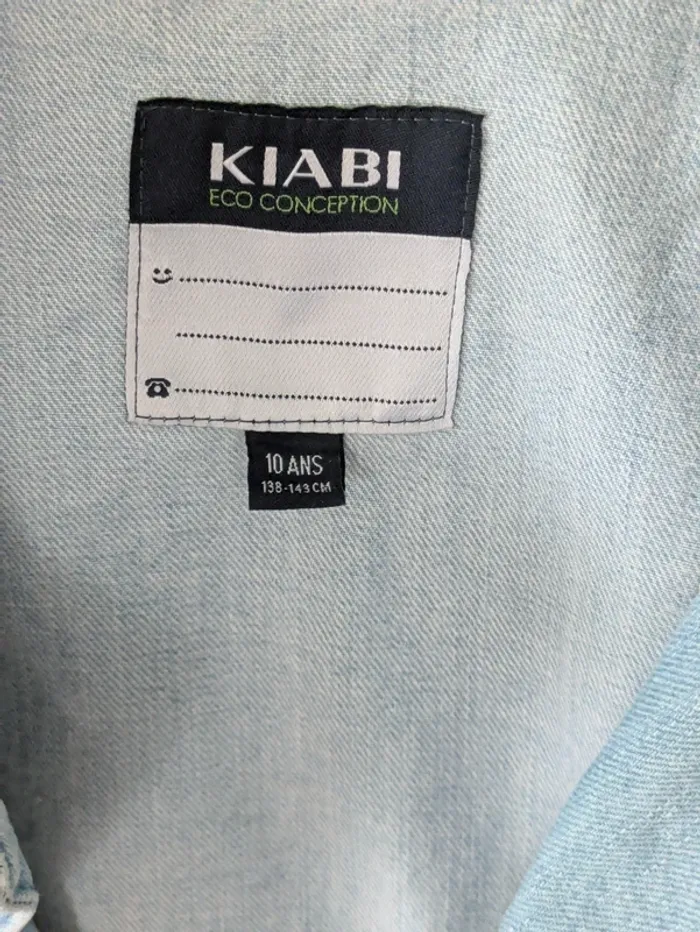 KIABI
ECO CONCEPTION
10 ANS
138-143 CM